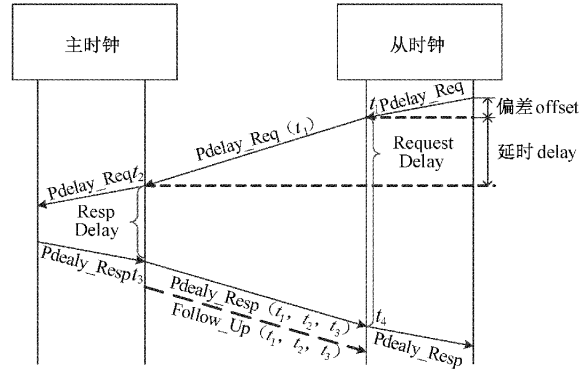 主时钟
从时钟
t
Pdelay_Req
偏差offset
Pdelay_Req（t₁）
Request
Delay
延时delay
Pdelay_Reqt₂
Resp
Delay
Pdealy_Respt₃
Pdealy_Resp（t₁，t₂，t₃）
Follow_Up（t₁，t₂，t₃）
t₄
Pdealy_Resp